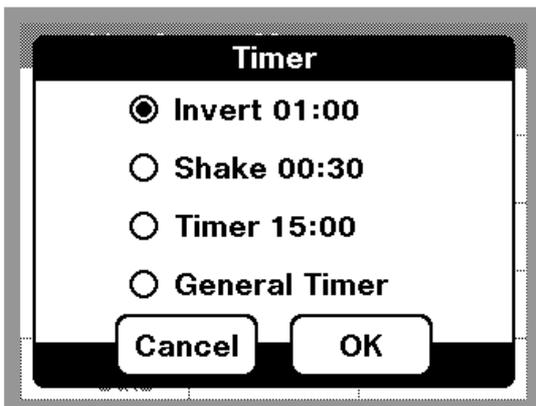 Timer
Invert 01:00
Shake 00:30
Timer 15:00
General Timer
Cancel OK